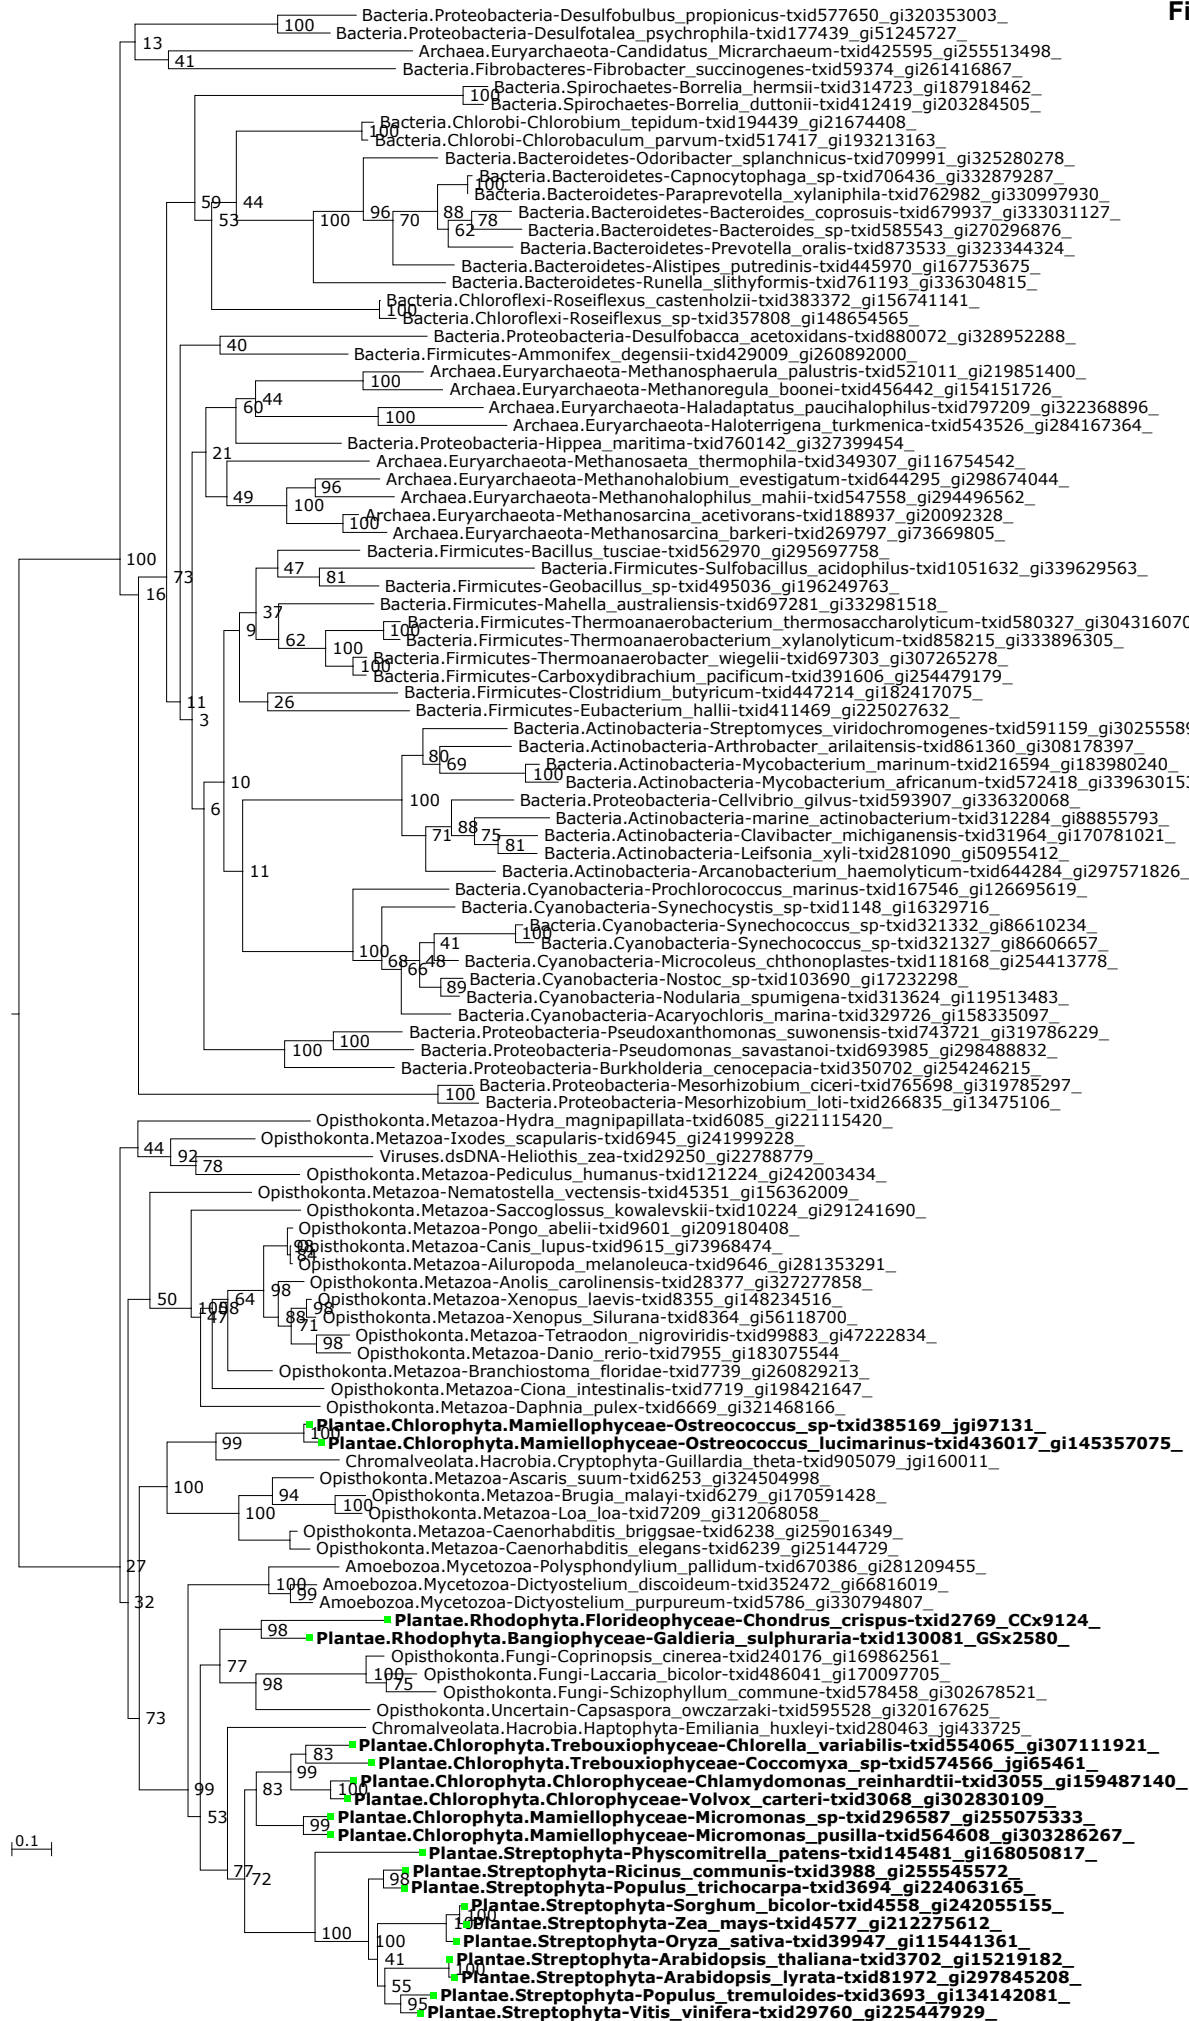 Fi
100 Bacteria.Proteobacteria-Desulfobulbus_propionicus-txid577650_gi320353003_
Bacteria.Proteobacteria-Desulfotalea_psychrophila-txid177439_gi51245727_
13
Archaea.Euryarchaeota-Candidatus_Micrarchaeum-txid425595_gi255513498_
41
Bacteria.Fibrobacteres-Fibrobacter_succinogenes-txid59374_gi261416867_
Bacteria.Spirochaetes-Borrelia_hermsii-txid314723_gi187918462_
100
Bacteria.Spirochaetes-Borrelia_duttonii-txid412419_gi203284505_
Bacteria.Chlorobi-Chlorobium_tepidum-txid194439_gi21674408_
100
Bacteria.Chlorobi-Chlorobaculum_parvum-txid517417_gi193213163_
Bacteria.Bacteroidetes-Odoribacter_splanchnicus-txid709991_gi325280278_
Bacteria.Bacteroidetes-Capnocytophaga_sp-txid706436_gi332879287_
100
Bacteria.Bacteroidetes-Paraprevotella_xylaniphila-txid762982_gi330997930_
59 44
53 100 96 70 88 78 Bacteria.Bacteroidetes-Bacteroides_coprosuis-txid679937_gi333031127_
62 Bacteria.Bacteroidetes-Bacteroides_sp-txid585543_gi270296876_
Bacteria.Bacteroidetes-Prevotella_oralis-txid873533_gi323344324_
Bacteria.Bacteroidetes-Alistipes_putredinis-txid445970_gi167753675_
Bacteria.Bacteroidetes-Runella_slithyformis-txid761193_gi336304815_
Bacteria.Chloroflexi-Roseiflexus_castenholzii-txid383372_gi156741141_
100
Bacteria.Chloroflexi-Roseiflexus_sp-txid357808_gi148654565_
Bacteria.Proteobacteria-Desulfobacca_acetoxidans-txid880072_gi328952288_
40
Bacteria.Firmicutes-Ammonifex_degensii-txid429009_gi260892000_
Archaea.Euryarchaeota-Methanosphaerula_palustris-txid521011_gi219851400_
100
Archaea.Euryarchaeota-Methanoregula_boonei-txid456442_gi154151726_
44
60
Archaea.Euryarchaeota-Haladaptatus_paucihalophilus-txid797209_gi322368896_
100
Archaea.Euryarchaeota-Haloterrigena_turkmenica-txid543526_gi284167364_
Bacteria.Proteobacteria-Hippea_maritima-txid760142_gi327399454_
21
Archaea.Euryarchaeota-Methanosaeta_thermophila-txid349307_gi116754542_
Archaea.Euryarchaeota-Methanohalobium_evestigatum-txid644295_gi298674044_
96
49
Archaea.Euryarchaeota-Methanohalophilus_mahii-txid547558_gi294496562_
100
Archaea.Euryarchaeota-Methanosarcina_acetivorans-txid188937_gi20092328_
100
Archaea.Euryarchaeota-Methanosarcina_barkeri-txid269797_gi73669805_
Bacteria.Firmicutes-Bacillus_tusciae-txid562970_gi295697758_
100
47
Bacteria.Firmicutes-Sulfobacillus_acidophilus-txid1051632_gi339629563_
73 81
Bacteria.Firmicutes-Geobacillus_sp-txid495036_gi196249763_
16
Bacteria.Firmicutes-Mahella_australiensis-txid697281_gi332981518_
37
Bacteria.Firmicutes-Thermoanaerobacterium_thermosaccharolyticum-txid580327_gi304316070
9 100
62
Bacteria.Firmicutes-Thermoanaerobacterium_xylanolyticum-txid858215_gi333896305_
100
Bacteria.Firmicutes-Thermoanaerobacter_wiegelii-txid697303_gi307265278_
100
Bacteria.Firmicutes-Carboxydibrachium_pacificum-txid391606_gi254479179_
Bacteria.Firmicutes-Clostridium_butyricum-txid447214_gi182417075_
11 26
Bacteria.Firmicutes-Eubacterium_hallii-txid411469_gi225027632_
3
Bacteria.Actinobacteria-Streptomyces_viridochromogenes-txid591159_gi30255589
Bacteria.Actinobacteria-Arthrobacter_arilaitensis-txid861360_gi308178397_
80
69 Bacteria.Actinobacteria-Mycobacterium_marinum-txid216594_gi183980240_
100
10 Bacteria.Actinobacteria-Mycobacterium_africanum-txid572418_gi339630153
100 Bacteria.Proteobacteria-Cellvibrio_gilvus-txid593907_gi336320068_
6
Bacteria.Actinobacteria-marine_actinobacterium-txid312284_gi88855793_
71 88 75 Bacteria.Actinobacteria-Clavibacter_michiganensis-txid31964_gi170781021_
81
Bacteria.Actinobacteria-Leifsonia_xyli-txid281090_gi50955412_
11 Bacteria.Actinobacteria-Arcanobacterium_haemolyticum-txid644284_gi297571826_
Bacteria.Cyanobacteria-Prochlorococcus_marinus-txid167546_gi126695619_
Bacteria.Cyanobacteria-Synechocystis_sp-txid1148_gi16329716_
Bacteria.Cyanobacteria-Synechococcus_sp-txid321332_gi86610234_
100
41 Bacteria.Cyanobacteria-Synechococcus_sp-txid321327_gi86606657_
100 68 66 48 Bacteria.Cyanobacteria-Microcoleus_chthonoplastes-txid118168_gi254413778_
Bacteria.Cyanobacteria-Nostoc_sp-txid103690_gi17232298_
89
Bacteria.Cyanobacteria-Nodularia_spumigena-txid313624_gi119513483_
Bacteria.Cyanobacteria-Acaryochloris_marina-txid329726_gi158335097_
Bacteria.Proteobacteria-Pseudoxanthomonas_suwonensis-txid743721_gi319786229_
100
100 Bacteria.Proteobacteria-Pseudomonas_savastanoi-txid693985_gi298488832_
Bacteria.Proteobacteria-Burkholderia_cenocepacia-txid350702_gi254246215_
Bacteria.Proteobacteria-Mesorhizobium_ciceri-txid765698_gi319785297_
100
Bacteria.Proteobacteria-Mesorhizobium_loti-txid266835_gi13475106_
Opisthokonta.Metazoa-Hydra_magnipapillata-txid6085_gi221115420_
44 Opisthokonta.Metazoa-Ixodes_scapularis-txid6945_gi241999228_
92 Viruses.dsDNA-Heliothis_zea-txid29250_gi22788779_
78
Opisthokonta.Metazoa-Pediculus_humanus-txid121224_gi242003434_
Opisthokonta.Metazoa-Nematostella_vectensis-txid45351_gi156362009_
Opisthokonta.Metazoa-Saccoglossus_kowalevskii-txid10224_gi291241690_
Opisthokonta.Metazoa-Pongo_abelii-txid9601_gi209180408_
Opisthokonta.Metazoa-Canis_lupus-txid9615_gi73968474_
Opisthokonta.Metazoa-Ailuropoda_melanoleuca-txid9646_gi281353291_
Opisthokonta.Metazoa-Anolis_carolinensis-txid28377_gi327277858_
98
50 64 Opisthokonta.Metazoa-Xenopus_laevis-txid8355_gi148234516_
98
47 88 Opisthokonta.Metazoa-Xenopus_Silurana-txid8364_gi56118700_
71
Opisthokonta.Metazoa-Tetraodon_nigroviridis-txid99883_gi47222834_
98
Opisthokonta.Metazoa-Danio_rerio-txid7955_gi183075544_
Opisthokonta.Metazoa-Branchiostoma_floridae-txid7739_gi260829213_
Opisthokonta.Metazoa-Ciona_intestinalis-txid7719_gi198421647_
Opisthokonta.Metazoa-Daphnia_pulex-txid6669_gi321468166_
Plantae.Chlorophyta.Mamiellophyceae-Ostreococcus_sp-txid385169_jgi97131_
100
99 Plantae.Chlorophyta.Mamiellophyceae-Ostreococcus_lucimarinus-txid436017_gi145357075_
Chromalveolata.Hacrobia.Cryptophyta-Guillardia_theta-txid905079_jgi160011_
Opisthokonta.Metazoa-Ascaris_suum-txid6253_gi324504998_
100
94 Opisthokonta.Metazoa-Brugia_malayi-txid6279_gi170591428_
100
100 Opisthokonta.Metazoa-Loa_loa-txid7209_gi312068058_
Opisthokonta.Metazoa-Caenorhabditis_briggsae-txid6238_gi259016349_
Opisthokonta.Metazoa-Caenorhabditis_elegans-txid6239_gi25144729_
27 Amoebozoa.Mycetozoa-Polysphondylium_pallidum-txid670386_gi281209455_
100 Amoebozoa.Mycetozoa-Dictyostelium_discoideum-txid352472_gi66816019_
99
32 Amoebozoa.Mycetozoa-Dictyostelium_purpureum-txid5786_gi330794807_
Plantae.Rhodophyta.Florideophyceae-Chondrus_crispus-txid2769_CCx9124_
98
Plantae.Rhodophyta.Bangiophyceae-Galdieria_sulphuraria-txid130081_GSx2580_
Opisthokonta.Fungi-Coprinopsis_cinerea-txid240176_gi169862561_
77
100 Opisthokonta.Fungi-Laccaria_bicolor-txid486041_gi170097705_
98 75
Opisthokonta.Fungi-Schizophyllum_commune-txid578458_gi302678521_
Opisthokonta.Uncertain-Capsaspora_owczarzaki-txid595528_gi320167625_
73
Chromalveolata.Hacrobia.Haptophyta-Emiliania_huxleyi-txid280463_jgi433725_
Plantae.Chlorophyta.Trebouxiophyceae-Chlorella_variabilis-txid554065_gi307111921_
83
Plantae.Chlorophyta.Trebouxiophyceae-Coccomyxa_sp-txid574566_jgi65461_
99
Plantae.Chlorophyta.Chlorophyceae-Chlamydomonas_reinhardtii-txid3055_gi159487140_
99 83 100
Plantae.Chlorophyta.Chlorophyceae-Volvox_carteri-txid3068_gi302830109_
53 Plantae.Chlorophyta.Mamiellophyceae-Micromonas_sp-txid296587_gi255075333_
99
Plantae.Chlorophyta.Mamiellophyceae-Micromonas_pusilla-txid564608_gi303286267_
0.1
Plantae.Streptophyta-Physcomitrella_patens-txid145481_gi168050817_
77 72 Plantae.Streptophyta-Ricinus_communis-txid3988_gi255545572_
98
Plantae.Streptophyta-Populus_trichocarpa-txid3694_gi224063165_
Plantae.Streptophyta-Sorghum_bicolor-txid4558_gi242055155_
100
Plantae.Streptophyta-Zea_mays-txid4577_gi212275612_
100 100 Plantae.Streptophyta-Oryza_sativa-txid39947_gi115441361_
41 Plantae.Streptophyta-Arabidopsis_thaliana-txid3702_gi15219182_
100
Plantae.Streptophyta-Arabidopsis_lyrata-txid81972_gi297845208_
55
Plantae.Streptophyta-Populus_tremuloides-txid3693_gi134142081_
95
Plantae.Streptophyta-Vitis_vinifera-txid29760_gi225447929_